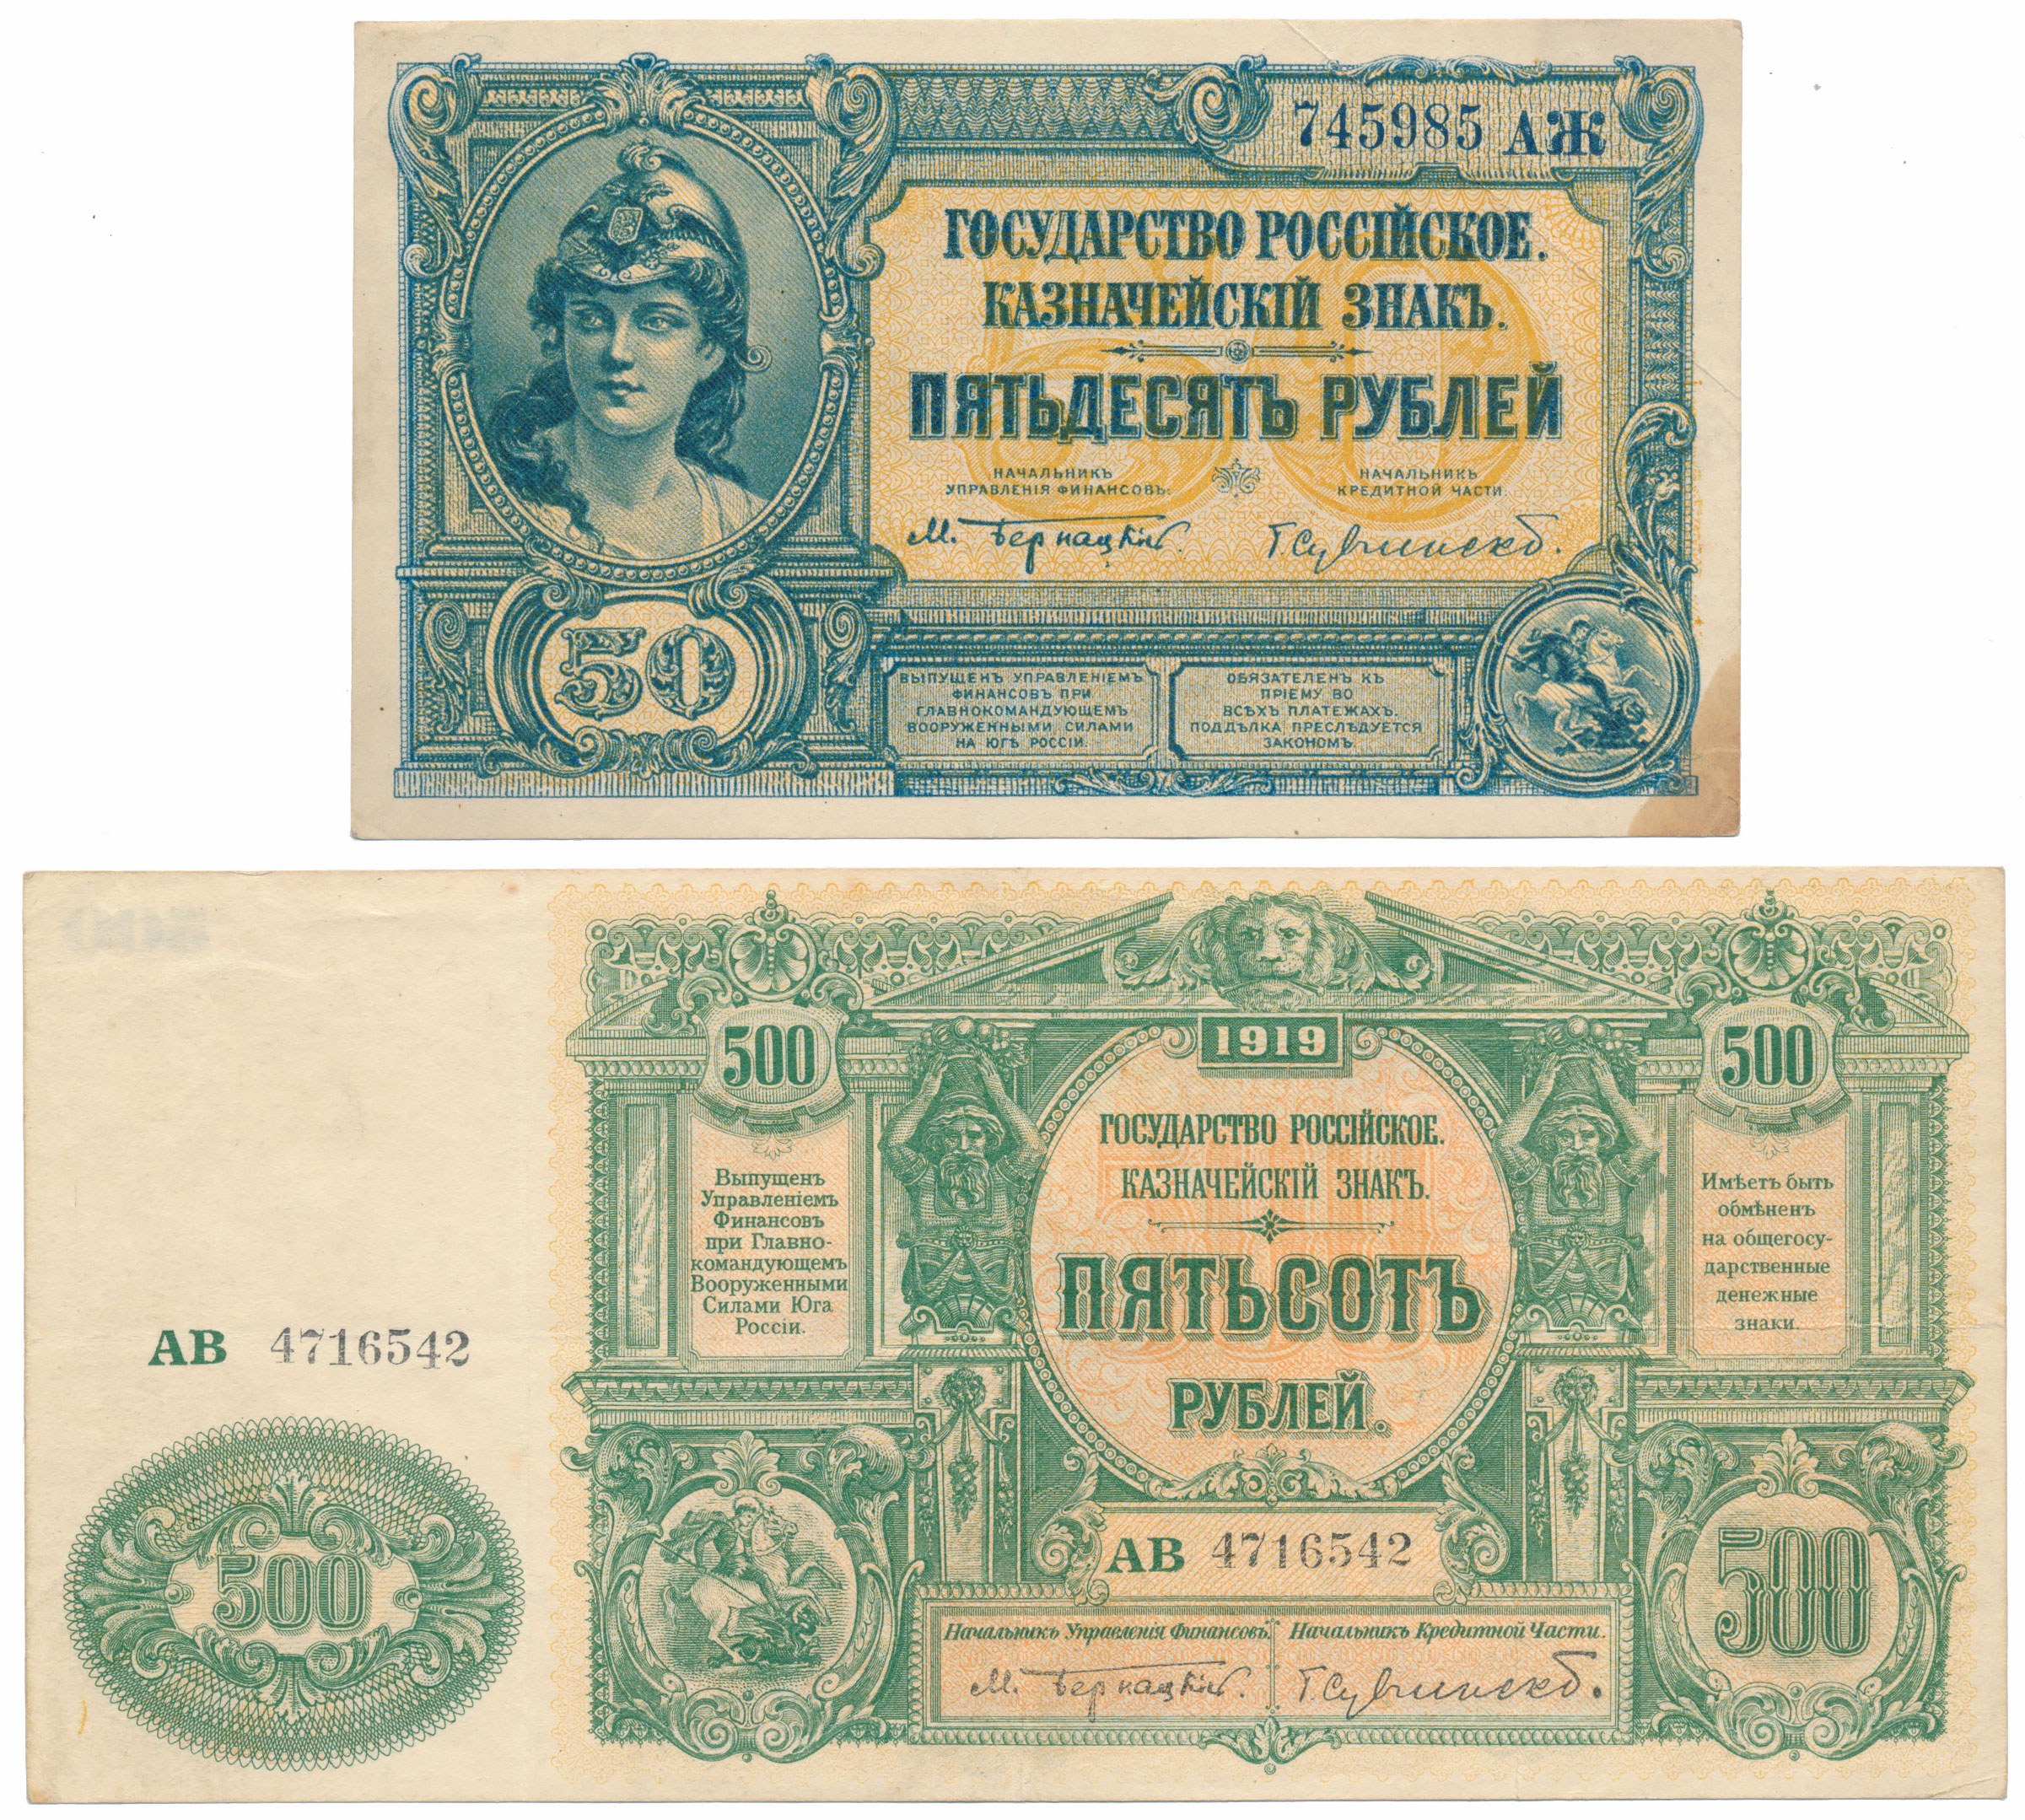 745985 АЖ
ГОСУДАРСТВО РОССІЙСКОЕ.
КАЗНАЧЕЙСКІЙ ЗНАКЪ.
ПЯТЬДЕСЯТЪ РУБЛЕЙ
НАЧАЛЬНИКЪ
УПРАВЛЕНІЯ ФИНАНСОВЪ:
НАЧАЛЬНИКЪ
КРЕДИТНОЙ ЧАСТИ:
М. Бернацкій.
Г. Сувчинскій.
50
ВЫПУЩЕНЪ УПРАВЛЕНІЕМЪ
ФИНАНСОВЪ ПРИ
ГЛАВНОКОМАНДУЮЩЕМЪ
ВООРУЖЕННЫМИ СИЛАМИ
НА ЮГѢ РОССІИ.
ОБЯЗАТЕЛЕНЪ КЪ
ПРІЕМУ ВО
ВСѢХЪ ПЛАТЕЖАХЪ.
ПОДДѢЛКА ПРЕСЛѢДУЕТСЯ
ЗАКОНОМЪ.
АВ 4716542
500
500
1919
500
Выпущенъ
Управленіемъ
Финансовъ
при Главно-
командующемъ
Вооруженными
Силами Юга
Россіи.
ГОСУДАРСТВО РОССІЙСКОЕ.
КАЗНАЧЕЙСКІЙ ЗНАКЪ.
ПЯТЬСОТЪ
РУБЛЕЙ.
Имѣетъ быть
обмѣненъ
на общегосу-
дарственные
денежные
знаки.
АВ 4716542
Начальникъ Управленія Финансовъ.
Начальникъ Кредитной Части.
М. Бернацкій.
Г. Сувчинскій.
500